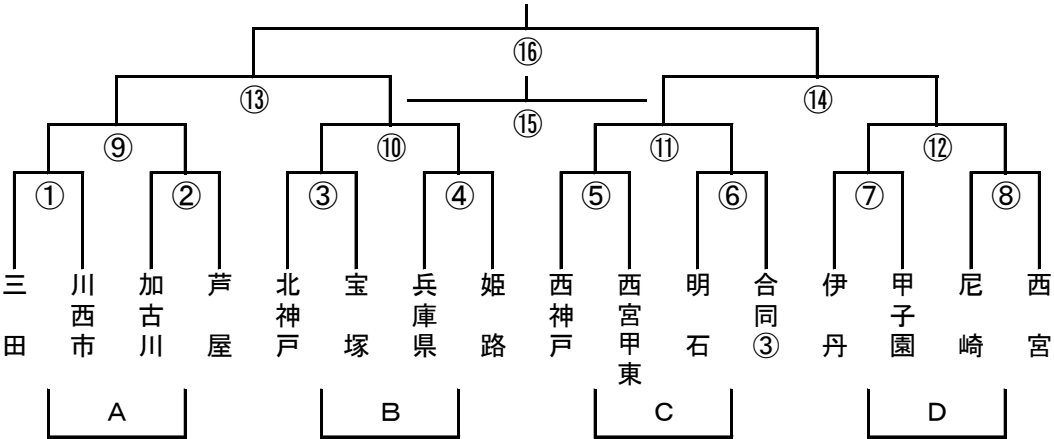 ⑯
⑬
⑭
⑮
⑨
⑩
⑪
⑫
①
②
③
④
⑤
⑥
⑦
⑧
三田
川西市
加古川
芦屋
北神戸
宝塚
兵庫県
姫路
西神戸
西宮甲東
明石
合同③
伊丹
甲子園
尼崎
西宮
A
B
C
D